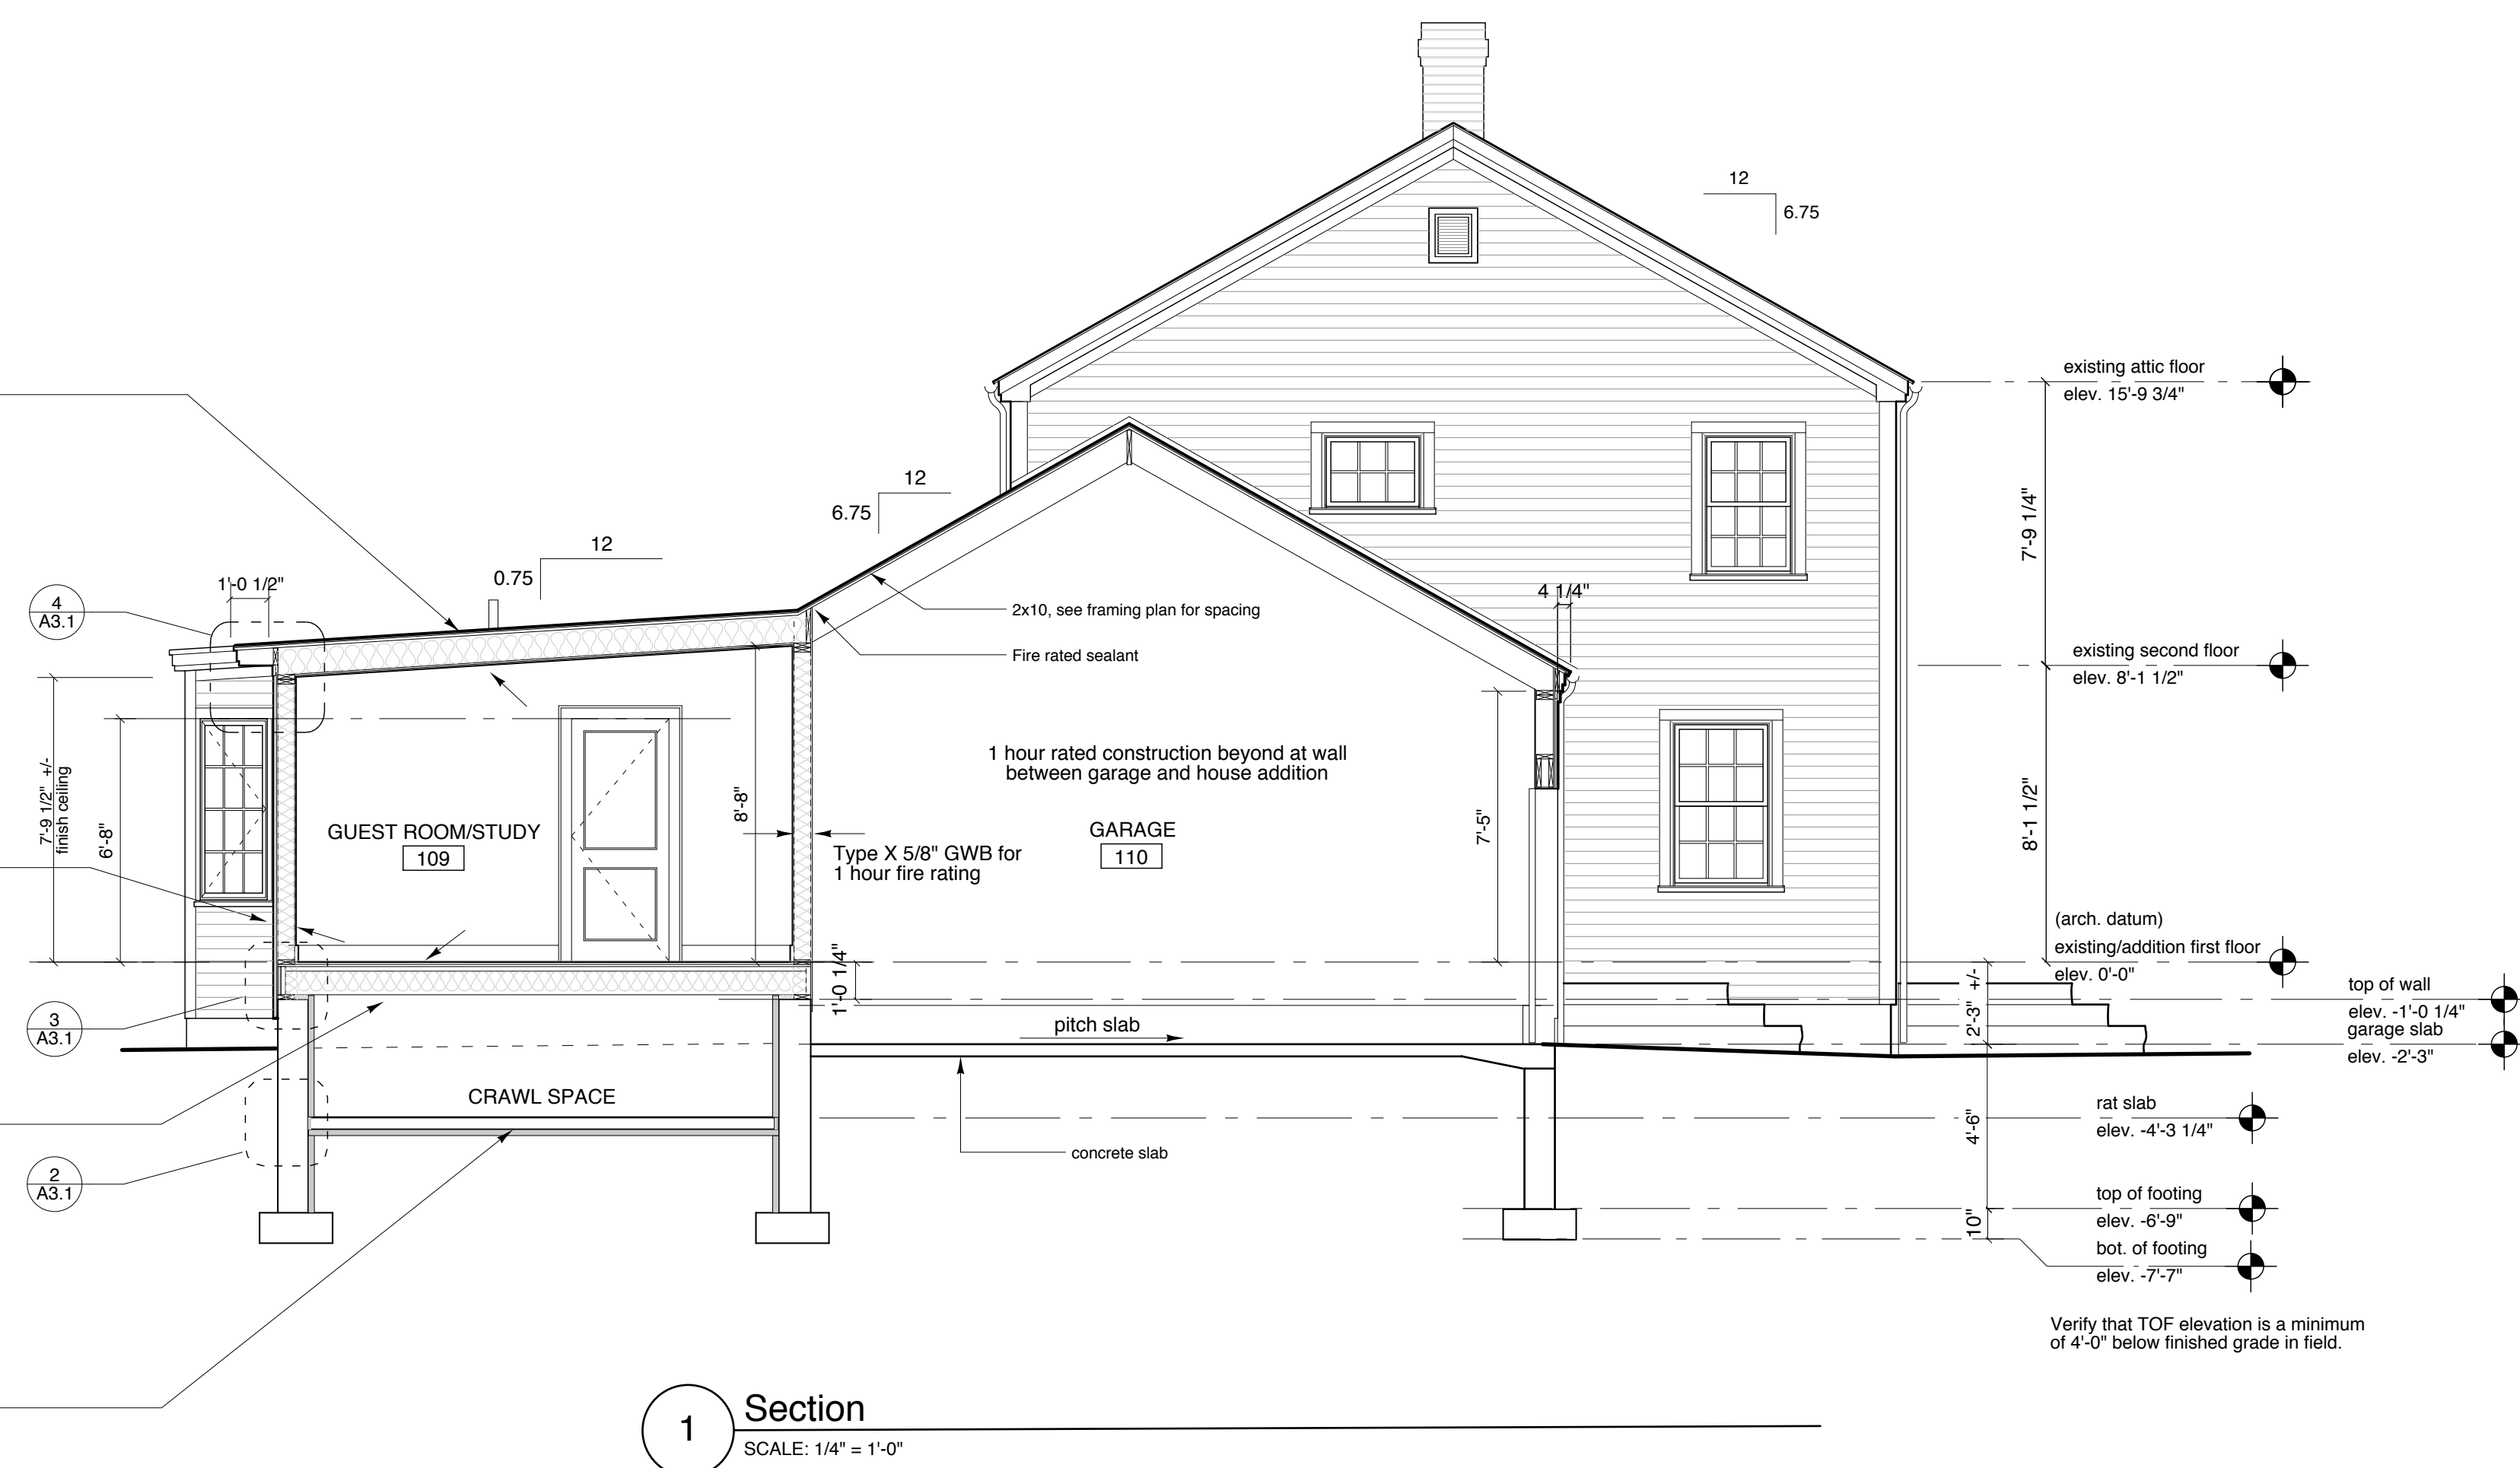 12
6.75
existing attic floor
elev. 15'-9 3/4"
7'-9 1/4"
12
6.75
12
0.75
1'-0 1/2"
4
A3.1
2x10, see framing plan for spacing
4 1/4"
Fire rated sealant
existing second floor
elev. 8'-1 1/2"
7'-9 1/2" +/-
finish ceiling
6'-8"
GUEST ROOM/STUDY
109
8'-8"
1 hour rated construction beyond at wall
between garage and house addition
Type X 5/8" GWB for
1 hour fire rating
GARAGE
110
7'-5"
8'-1 1/2"
(arch. datum)
existing/addition first floor
elev. 0'-0"
1'-0 1/4"
2'-3" +/-
top of wall
elev. -1'-0 1/4"
garage slab
elev. -2'-3"
3
A3.1
pitch slab
CRAWL SPACE
concrete slab
rat slab
elev. -4'-3 1/4"
4'-6"
2
A3.1
top of footing
elev. -6'-9"
10"
bot. of footing
elev. -7'-7"
Verify that TOF elevation is a minimum
of 4'-0" below finished grade in field.
1
Section
SCALE: 1/4" = 1'-0"